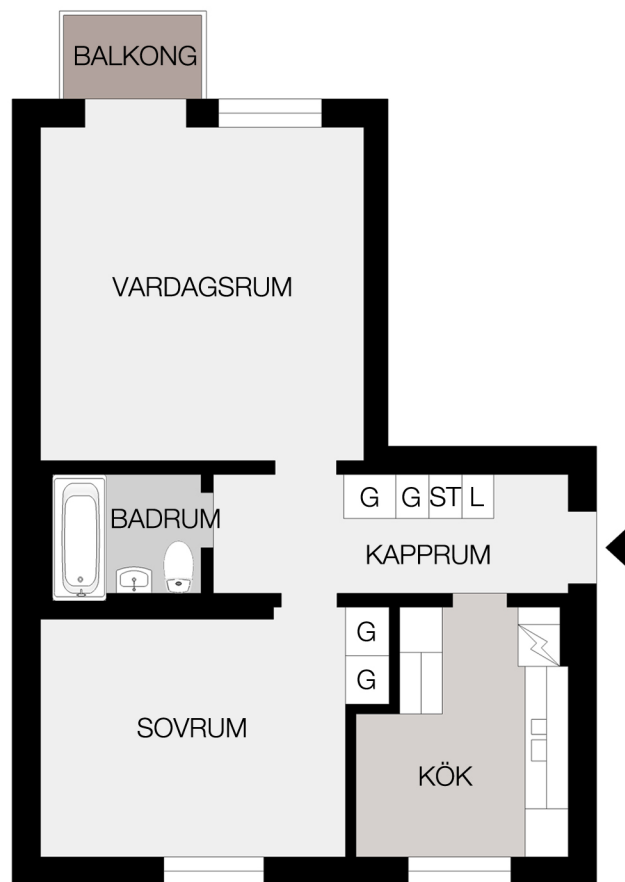 BALKONG
VARDAGSRUM
G G ST L
BADRUM
KAPPRUM
G
G
SOVRUM
KÖK